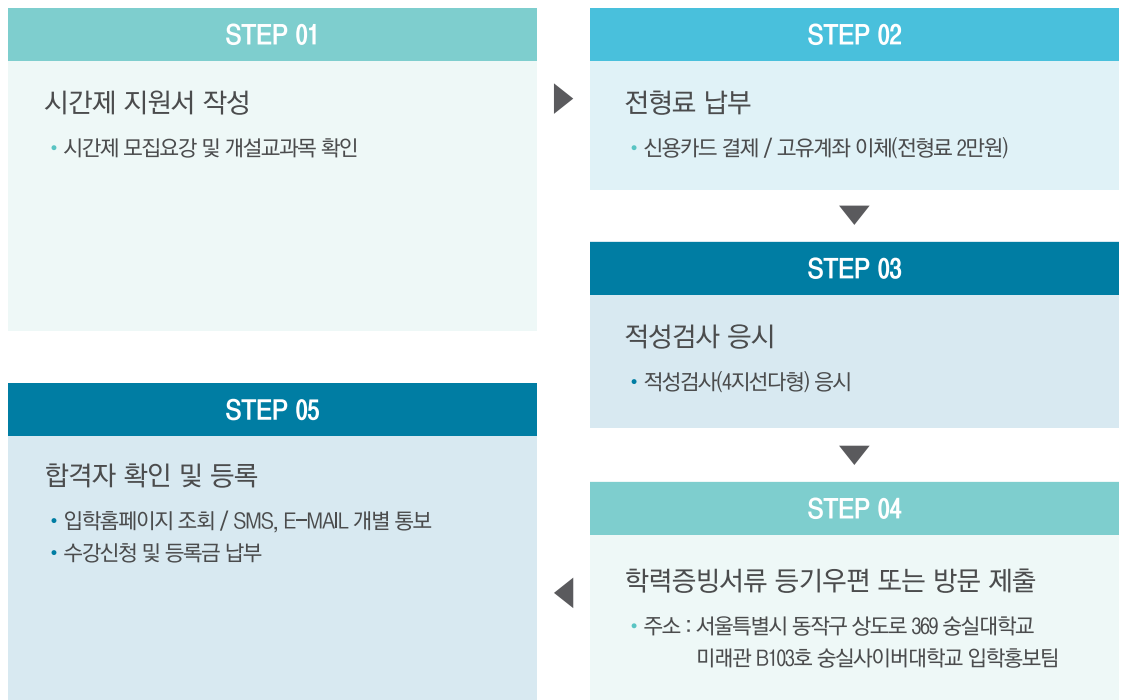 STEP 01
시간제 지원서 작성
• 시간제 모집요강 및 개설교과목 확인
STEP 02
전형료 납부
• 신용카드 결제 / 고유계좌 이체(전형료 2만원)
STEP 03
적성검사 응시
• 적성검사(4지선다형) 응시
STEP 04
학력증빙서류 등기우편 또는 방문 제출
• 주소 : 서울특별시 동작구 상도로 369 숭실대학교
미래관 B103호 숭실사이버대학교 입학홍보팀
STEP 05
합격자 확인 및 등록
• 입학홈페이지 조회 / SMS, E-MAIL 개별 통보
• 수강신청 및 등록금 납부